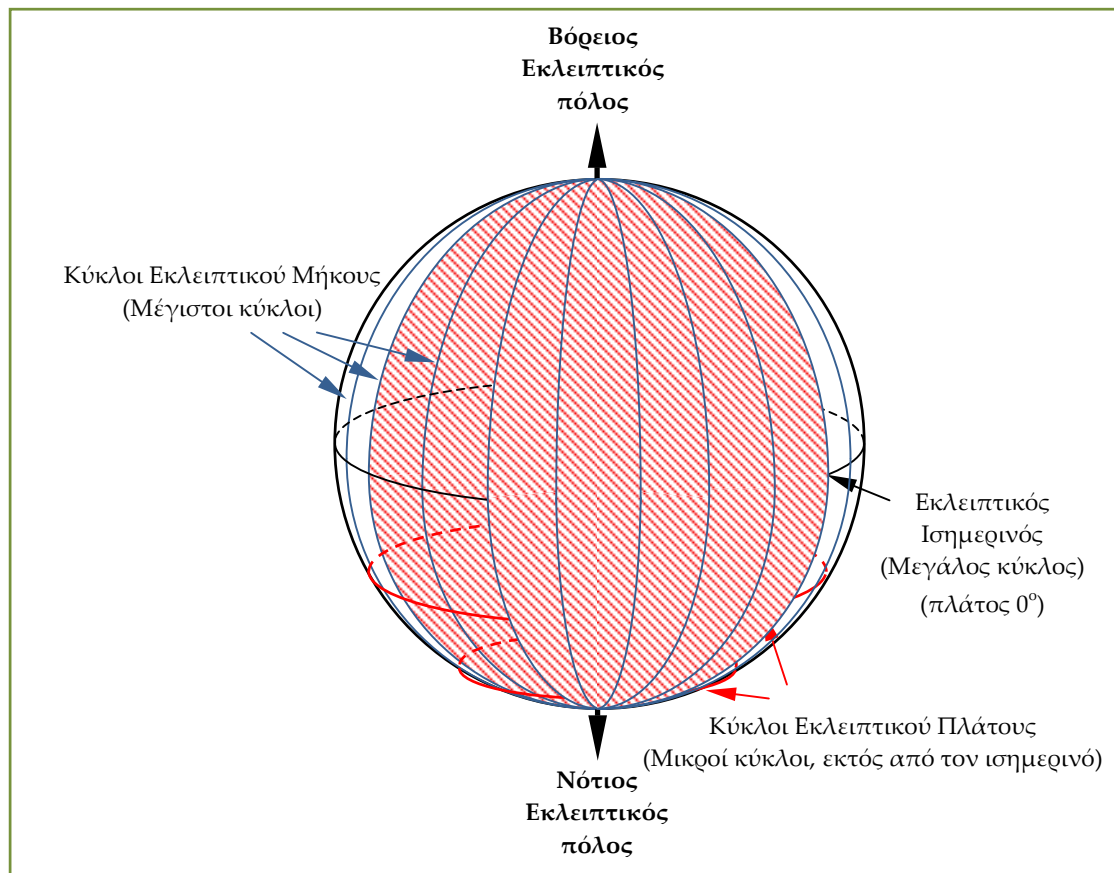 Βόρειος
Εκλειπτικός
πόλος
Κύκλοι Εκλειπτικού Μήκους
(Μέγιστοι κύκλοι)
Εκλειπτικός
Ισημερινός
(Μεγάλος κύκλος)
(πλάτος 0°)
Κύκλοι Εκλειπτικού Πλάτους
(Μικροί κύκλοι, εκτός από τον ισημερινό)
Νότιος
Εκλειπτικός
πόλος